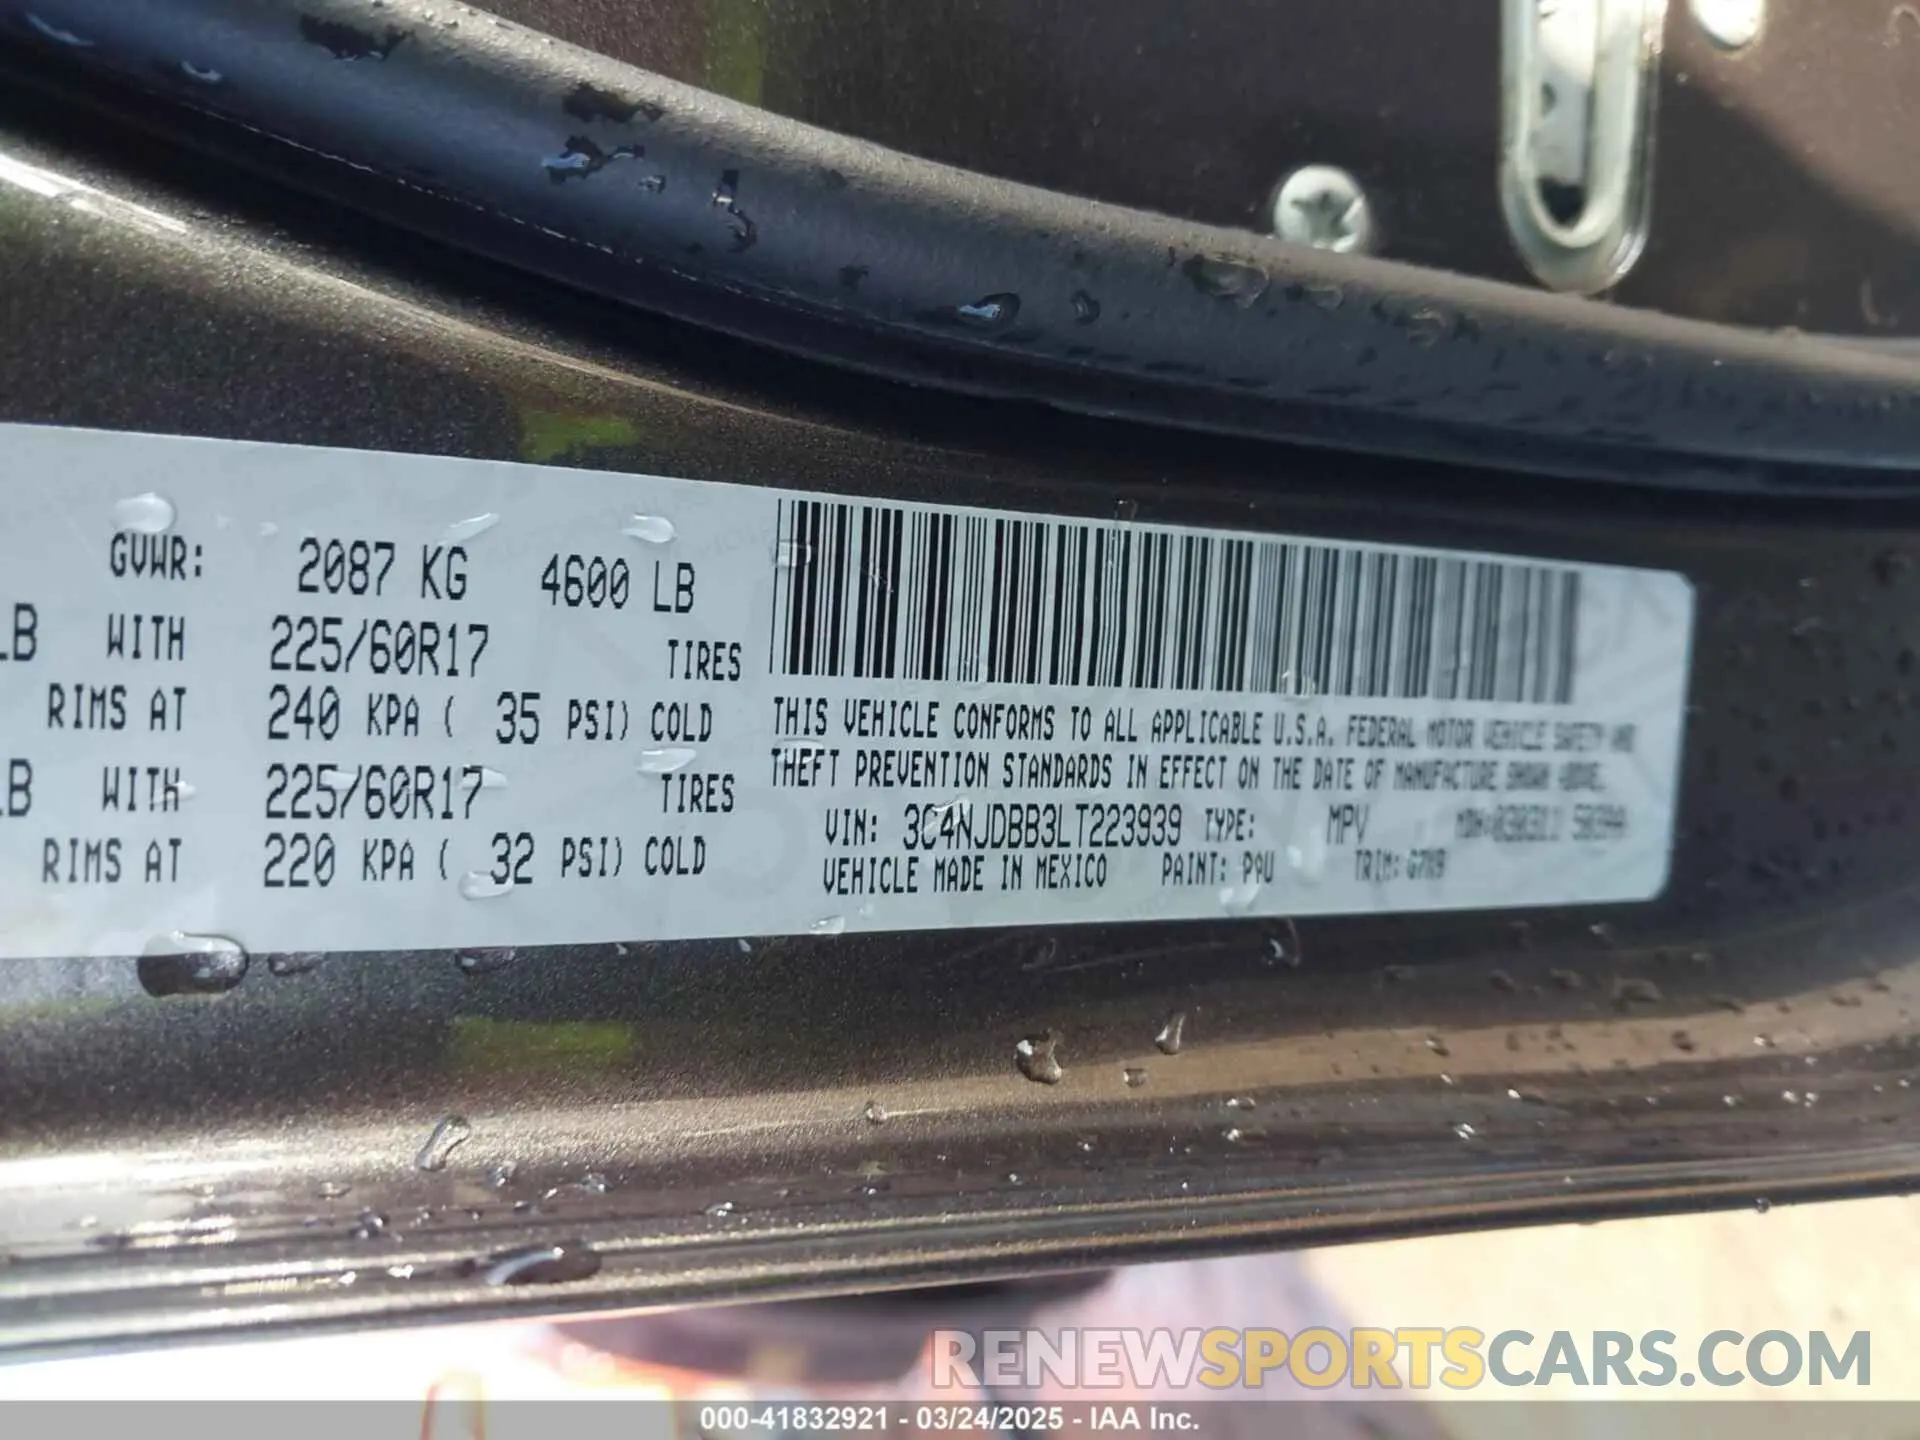 GVWR: 2087 KG 4600 LB
LB WITH 225/60R17 TIRES
RIMS AT 240 KPA ( 35 PSI) COLD
LB WITH 225/60R17 TIRES
RIMS AT 220 KPA ( 32 PSI) COLD
THIS VEHICLE CONFORMS TO ALL APPLICABLE U.S.A. FEDERAL MOTOR VEHICLE SAFETY AND
THEFT PREVENTION STANDARDS IN EFFECT ON THE DATE OF MANUFACTURE SHOWN ABOVE.
VIN: 3C4NJDBB3LT223939 TYPE: MPV MDH:030311
VEHICLE MADE IN MEXICO PAINT: PAU TRIM:
RENEWSPORTSCARS.COM
000-41832921 - 03/24/2025 - IAA Inc.